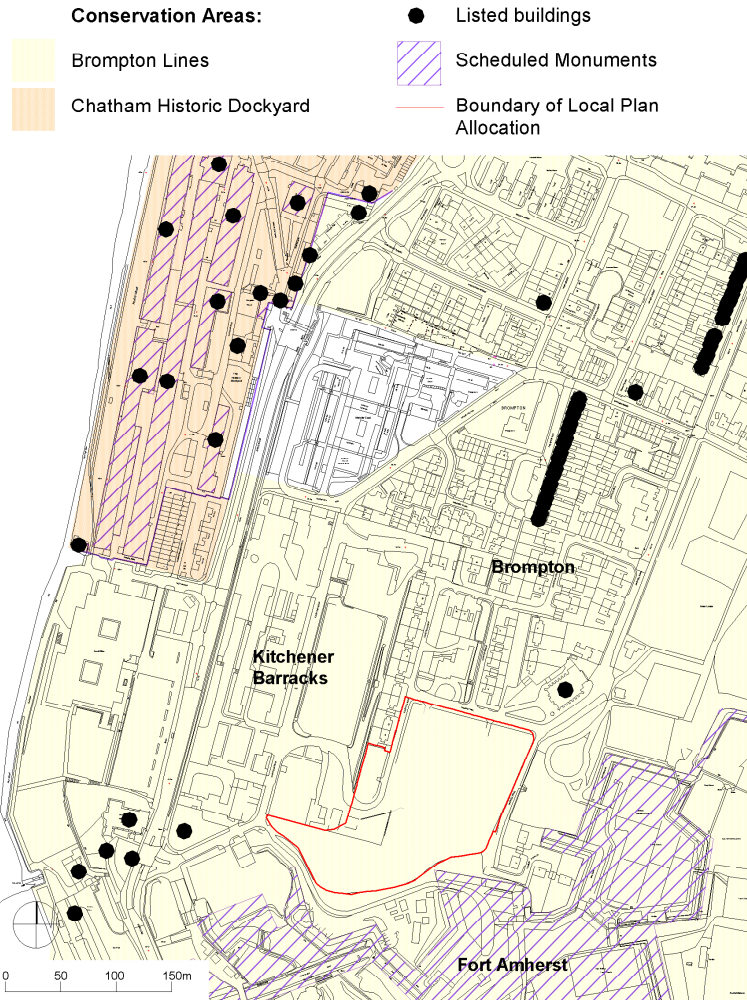 Conservation Areas:
Listed buildings
Brompton Lines
Scheduled Monuments
Chatham Historic Dockyard
Boundary of Local Plan
Allocation
BROMPTON
Brompton
Kitchener
Barracks
Fort Amherst
0 50 100 150m